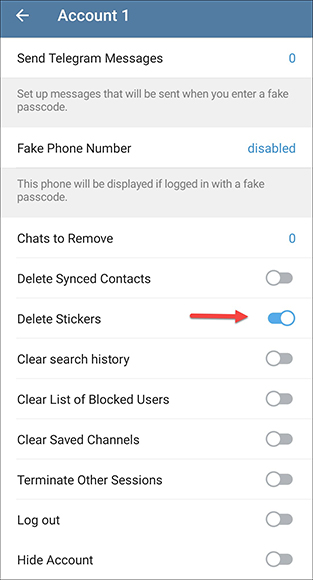 Account 1
Send Telegram Messages 0
Set up messages that will be sent when you enter a fake
passcode.
Fake Phone Number disabled
This phone will be displayed if logged in with a fake
passcode.
Chats to Remove 0
Delete Synced Contacts
Delete Stickers
Clear search history
Clear List of Blocked Users
Clear Saved Channels
Terminate Other Sessions
Log out
Hide Account